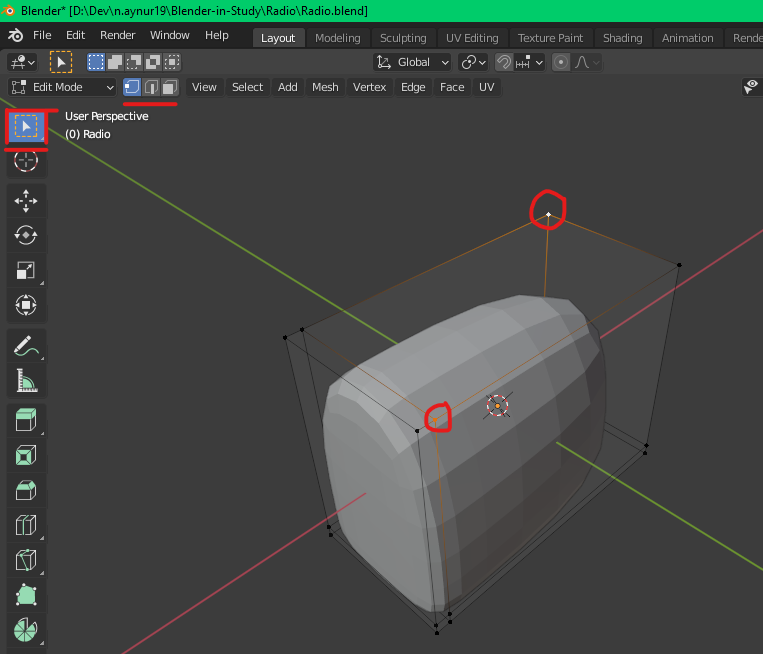 Blender* [D:\Dev\n.aynur19\Blender-in-Study\Radio\Radio.blend]
File Edit Render Window Help Layout Modeling Sculpting UV Editing Texture Paint Shading Animation Rende
Global
Edit Mode View Select Add Mesh Vertex Edge Face UV
User Perspective
(0) Radio